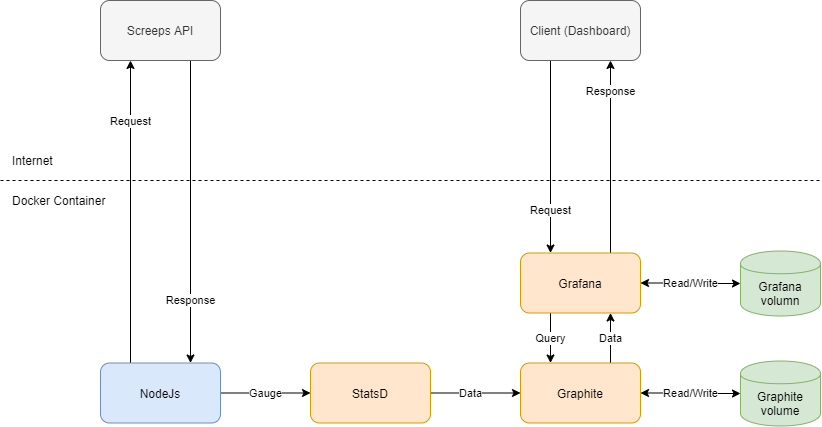 Screeps API
Client (Dashboard)
Response
Request
Internet
Docker Container
Request
Grafana
Read/Write
Grafana
volumn
Response
Query
Data
NodeJs
Gauge
StatsD
Data
Graphite
Read/Write
Graphite
volume